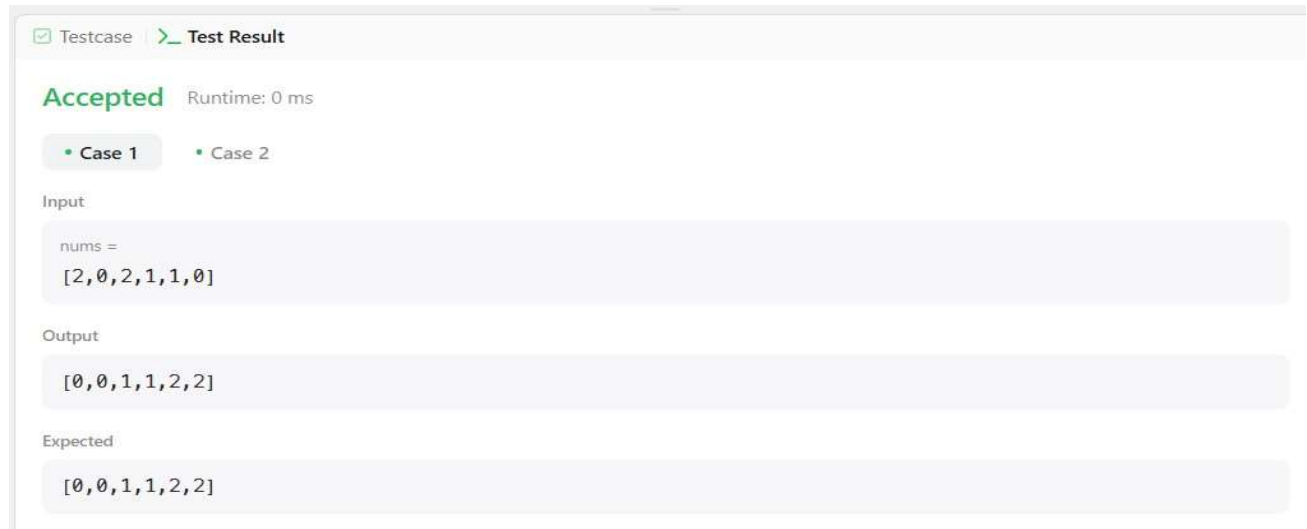 Testcase >_ Test Result
Accepted Runtime: 0 ms
• Case 1 • Case 2
Input
nums =
[2,0,2,1,1,0]
Output
[0,0,1,1,2,2]
Expected
[0,0,1,1,2,2]